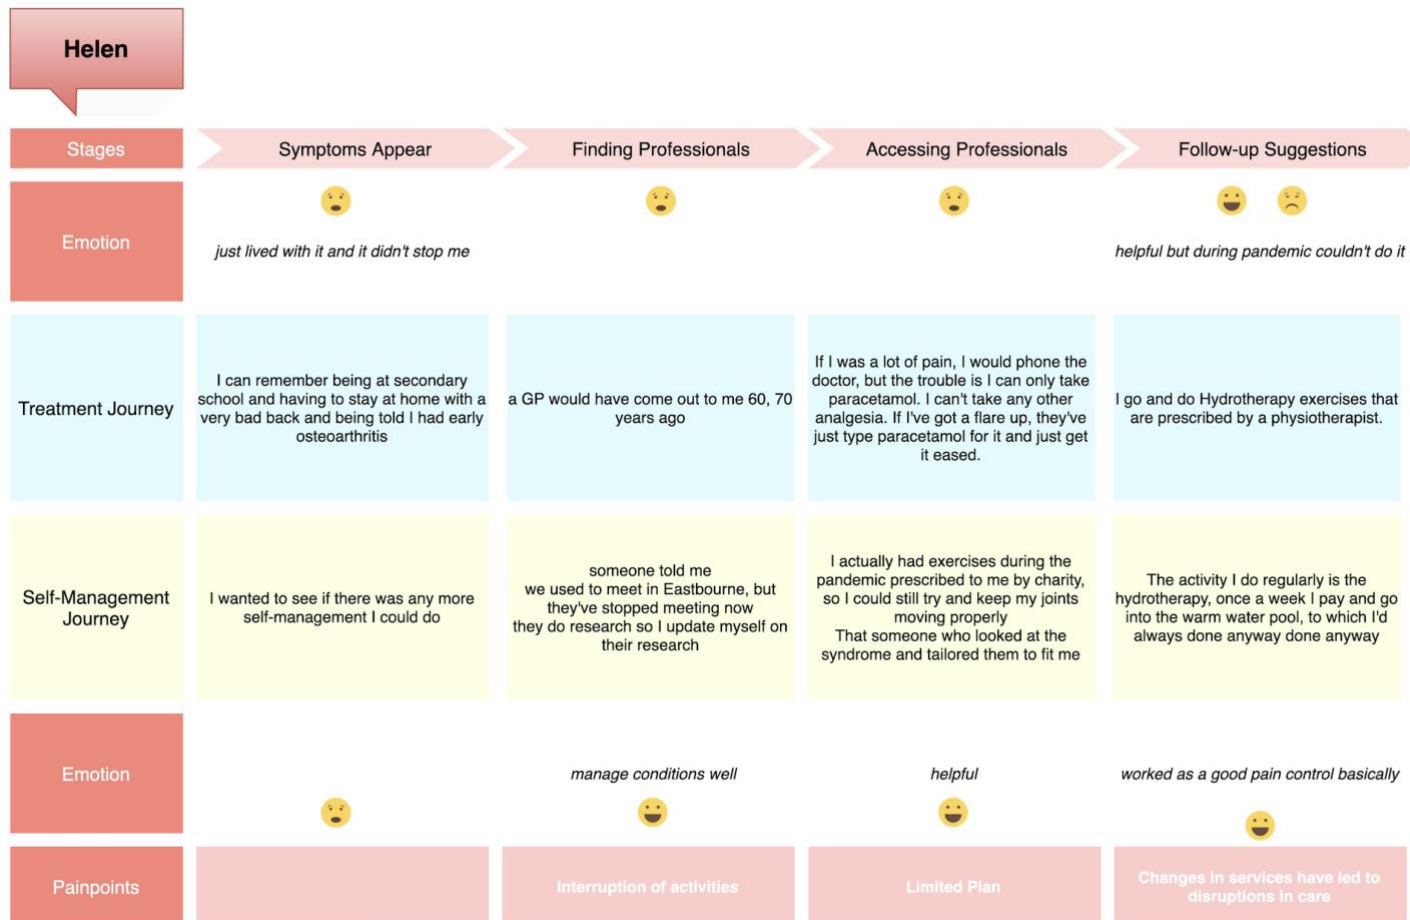 Helen
Stages
Symptoms Appear
Finding Professionals
Accessing Professionals
Follow-up Suggestions
Emotion
just lived with it and it didn't stop me
helpful but during pandemic couldn't do it
Treatment Journey
I can remember being at secondary
school and having to stay at home with a
very bad back and being told I had early
osteoarthritis
a GP would have come out to me 60, 70
years ago
If I was a lot of pain, I would phone the
doctor, but the trouble is I can only take
paracetamol. I can't take any other
analgesia. If I've got a flare up, they've
just type paracetamol for it and just get
it eased.
I go and do Hydrotherapy exercises that
are prescribed by a physiotherapist.
Self-Management
Journey
I wanted to see if there was any more
self-management I could do
someone told me
we used to meet in Eastbourne, but
they've stopped meeting now
they do research so I update myself on
their research
I actually had exercises during the
pandemic prescribed to me by charity,
so I could still try and keep my joints
moving properly
That someone who looked at the
syndrome and tailored them to fit me
The activity I do regularly is the
hydrotherapy, once a week I pay and go
into the warm water pool, to which I'd
always done anyway done anyway
Emotion
manage conditions well
helpful
worked as a good pain control basically
Painpoints
Interruption of activities
Limited Plan
Changes in services have led to
disruptions in care